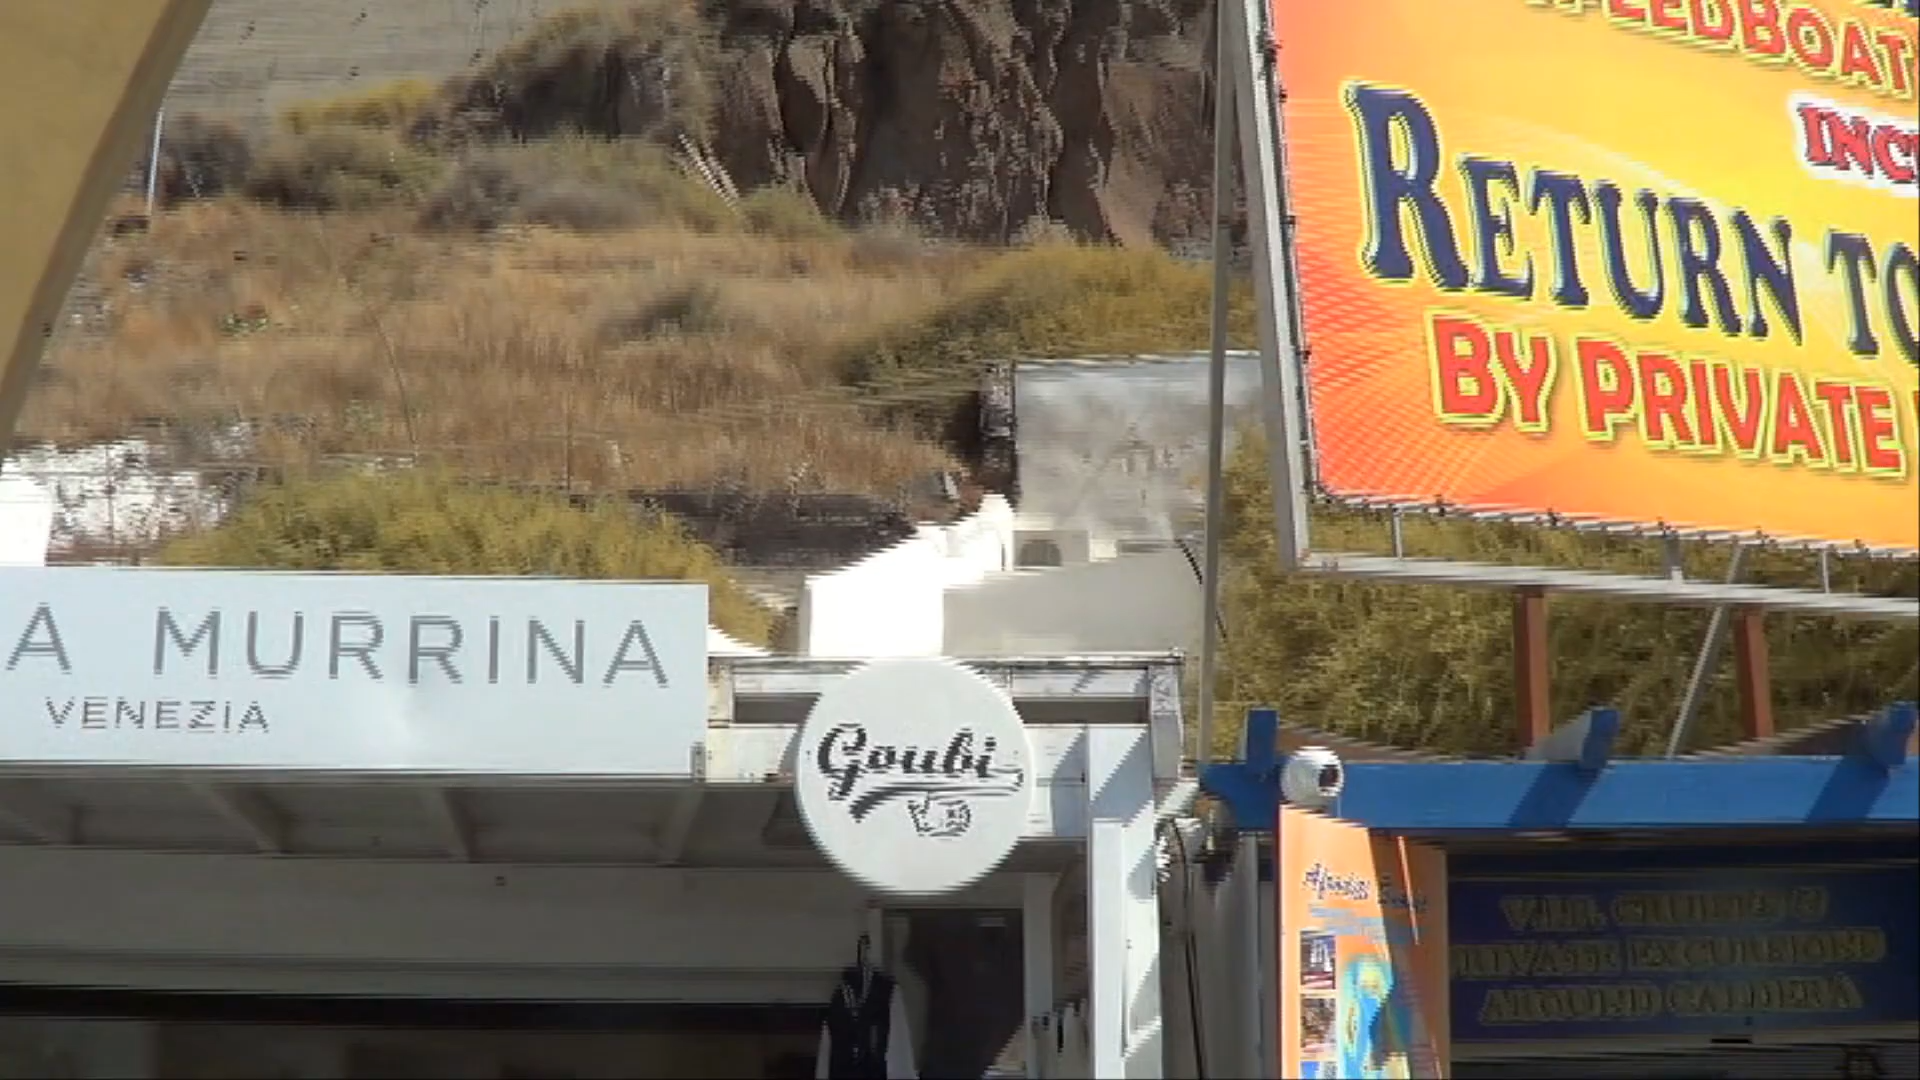 SPEEDBOAT
INC
RETURN TO
BY PRIVATE
A MURRINA
VENEZIA
Goubi
V.I.P. CRUISES &
PRIVATE EXCURSIONS
AROUND CALDERA